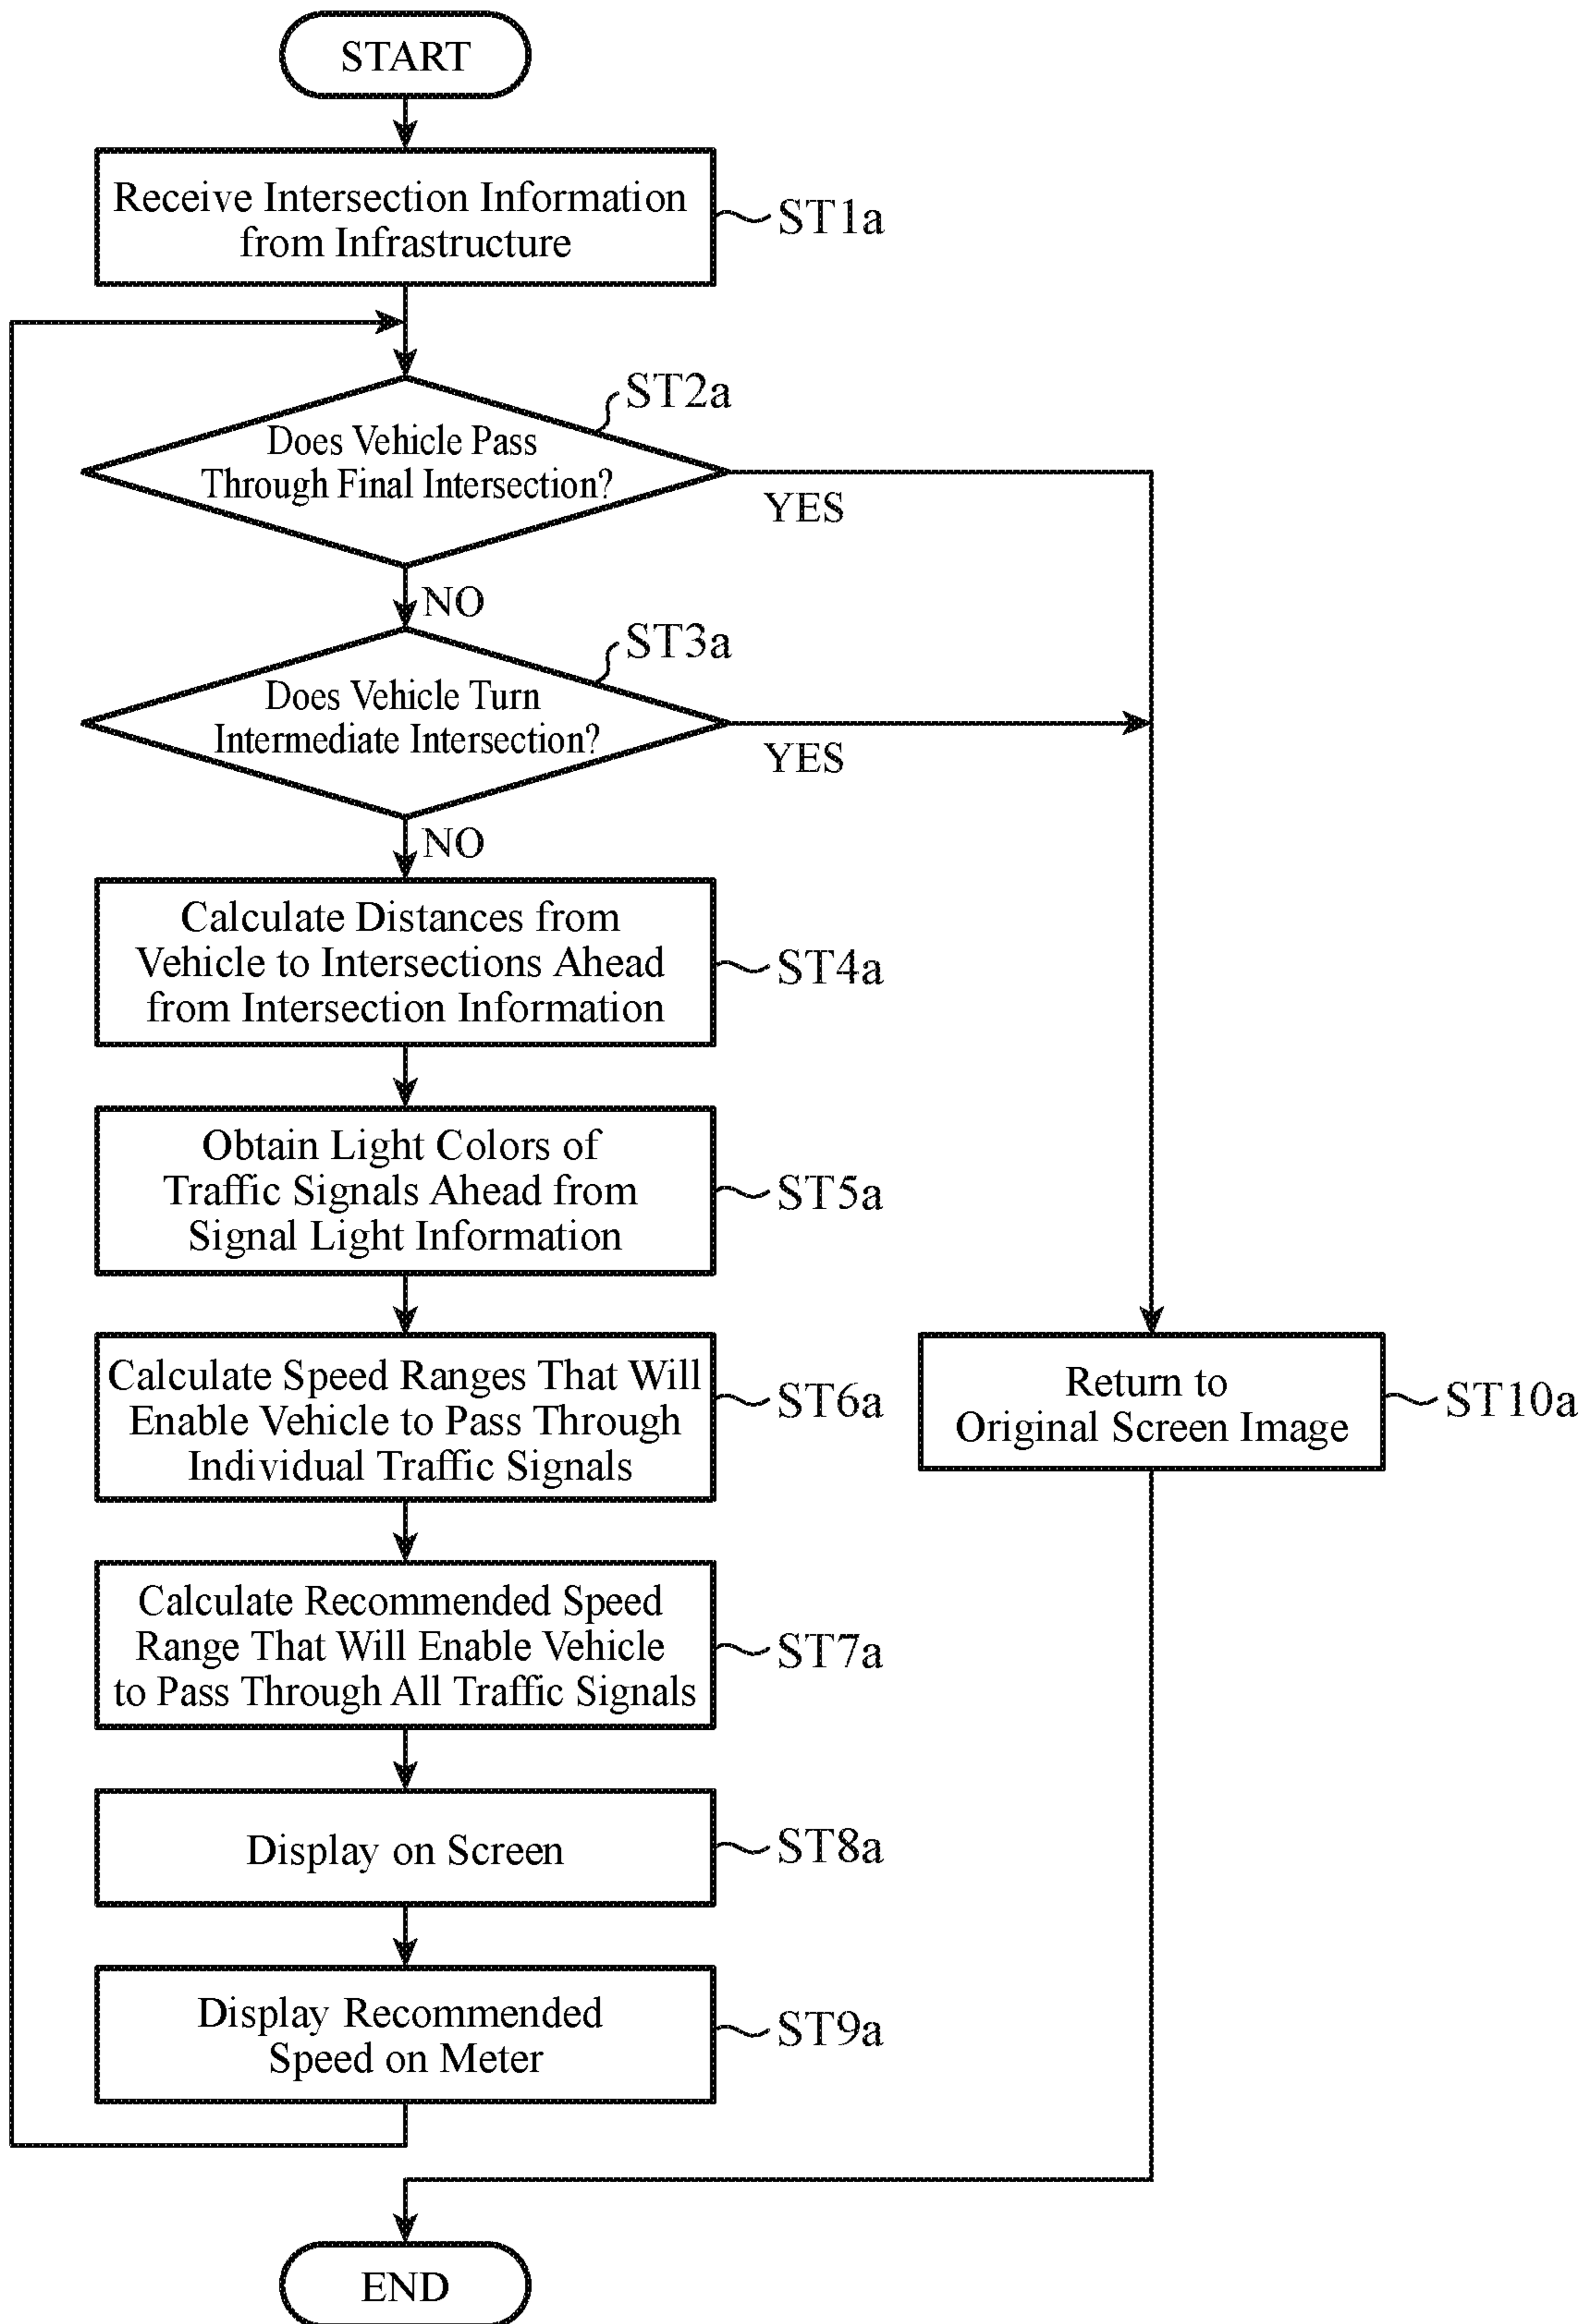 START
Receive Intersection Information
from Infrastructure
ST1a
ST2a
Does Vehicle Pass
Through Final Intersection?
YES
NO
ST3a
Does Vehicle Turn
Intermediate Intersection?
YES
NO
Calculate Distances from
Vehicle to Intersections Ahead
from Intersection Information
ST4a
Obtain Light Colors of
Traffic Signals Ahead from
Signal Light Information
ST5a
Calculate Speed Ranges That Will
Enable Vehicle to Pass Through
Individual Traffic Signals
ST6a
Return to
Original Screen Image
ST10a
Calculate Recommended Speed
Range That Will Enable Vehicle
to Pass Through All Traffic Signals
ST7a
Display on Screen
ST8a
Display Recommended
Speed on Meter
ST9a
END